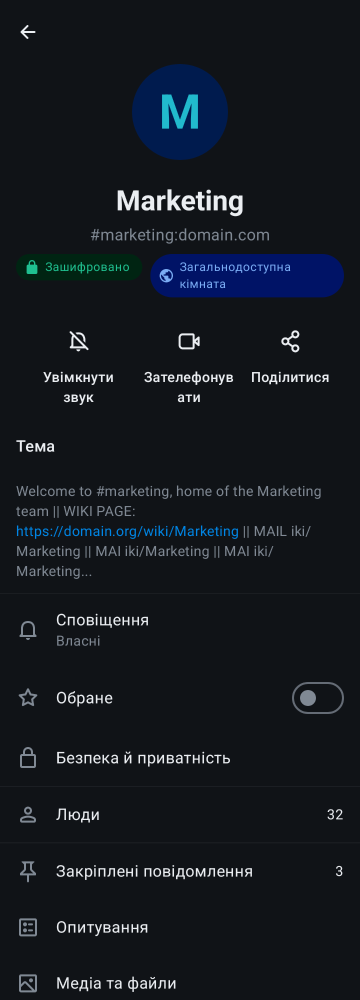 M
Marketing
#marketing:domain.com
Зашифровано
Загальнодоступна
кімната
Увімкнути
звук
Зателефонув
ати
Поділитися
Тема
Welcome to #marketing, home of the Marketing
team || WIKI PAGE:
https://domain.org/wiki/Marketing || MAIL iki/
Marketing || MAI iki/Marketing || MAI iki/
Marketing...
Сповіщення
Власні
Обране
Безпека й приватність
Люди 32
Закріплені повідомлення 3
Опитування
Медіа та файли